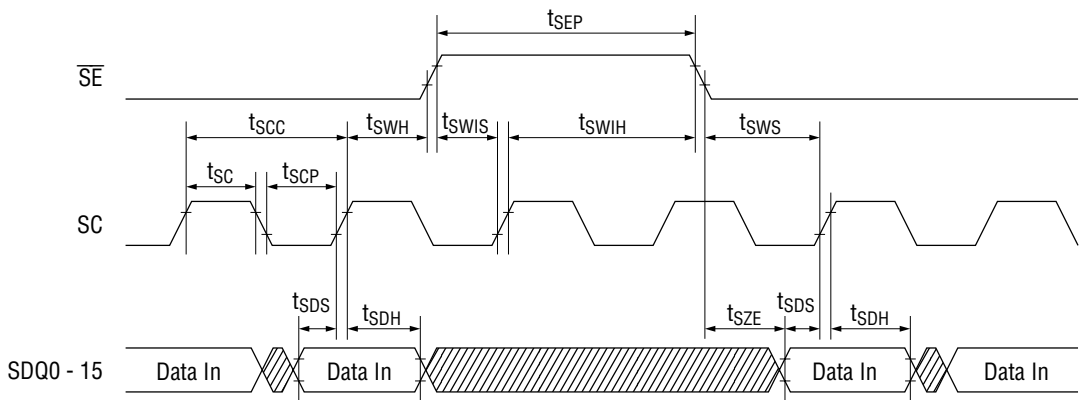 tSEP
SE
tSCC tSWH tSWIS tSWIH tSWS
tSC tSCP
SC
tSDS tSDH tSZE tSDS tSDH
SDQ0 - 15 Data In Data In Data In Data In